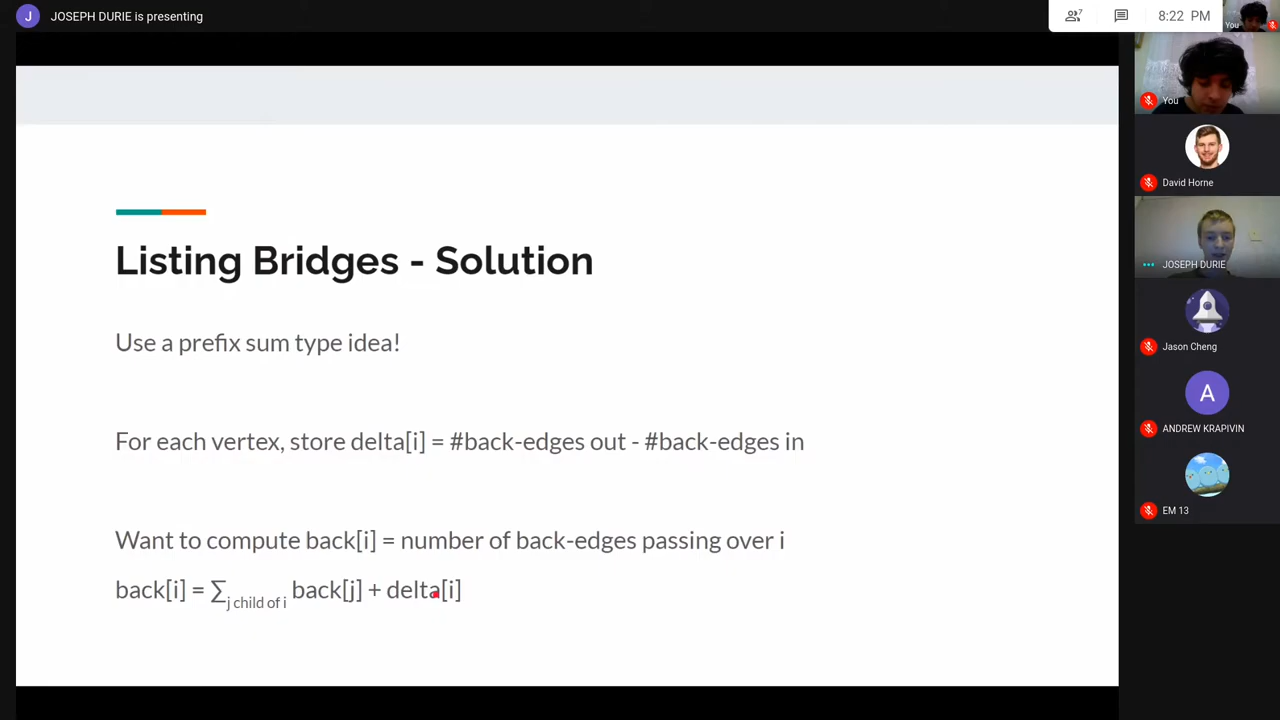 J JOSEPH DURIE is presenting
7
8:22 PM
You
You
David Horne
JOSEPH DURIE
Jason Cheng
A
ANDREW KRAPIVIN
EM 13
Listing Bridges - Solution
Use a prefix sum type idea!
For each vertex, store delta[i] = #back-edges out - #back-edges in
Want to compute back[i] = number of back-edges passing over i
back[i] = ∑j child of i back[j] + delta[i]